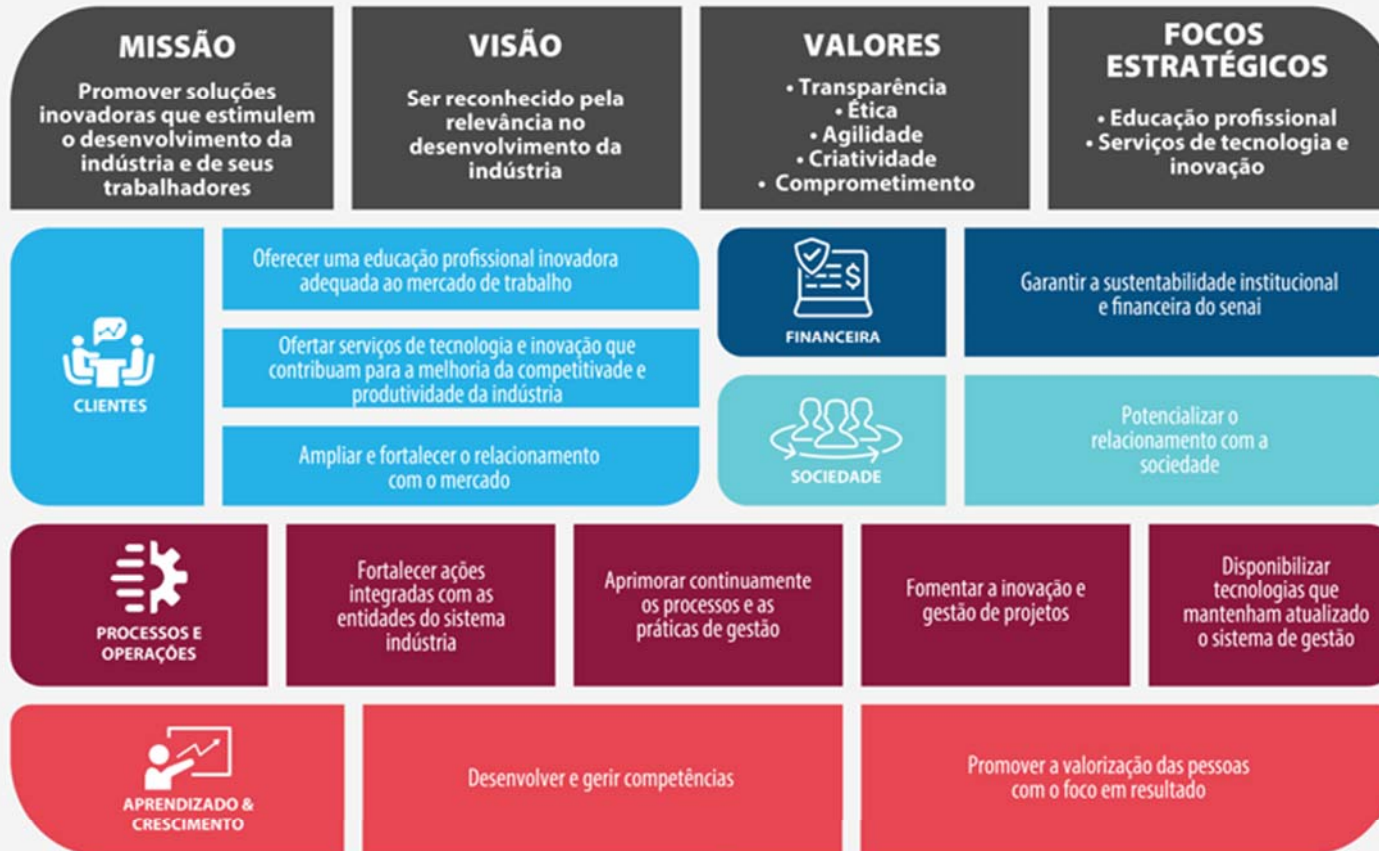 MISSÃO
Promover soluções
inovadoras que estimulem
o desenvolvimento da
indústria e de seus
trabalhadores
VISÃO
Ser reconhecido pela
relevância no
desenvolvimento da
indústria
VALORES
• Transparência
• Ética
• Agilidade
• Criatividade
• Comprometimento
FOCOS
ESTRATÉGICOS
• Educação profissional
• Serviços de tecnologia e
inovação
CLIENTES
Oferecer uma educação profissional inovadora
adequada ao mercado de trabalho
Ofertar serviços de tecnologia e inovação que
contribuam para a melhoria da competitivade e
produtividade da indústria
Ampliar e fortalecer o relacionamento
com o mercado
$
FINANCEIRA
Garantir a sustentabilidade institucional
e financeira do senai
SOCIEDADE
Potencializar o
relacionamento com a
sociedade
PROCESSOS E
OPERAÇÕES
Fortalecer ações
integradas com as
entidades do sistema
indústria
Aprimorar continuamente
os processos e as
práticas de gestão
Fomentar a inovação e
gestão de projetos
Disponibilizar
tecnologias que
mantenham atualizado
o sistema de gestão
APRENDIZADO &
CRESCIMENTO
Desenvolver e gerir competências
Promover a valorização das pessoas
com o foco em resultado